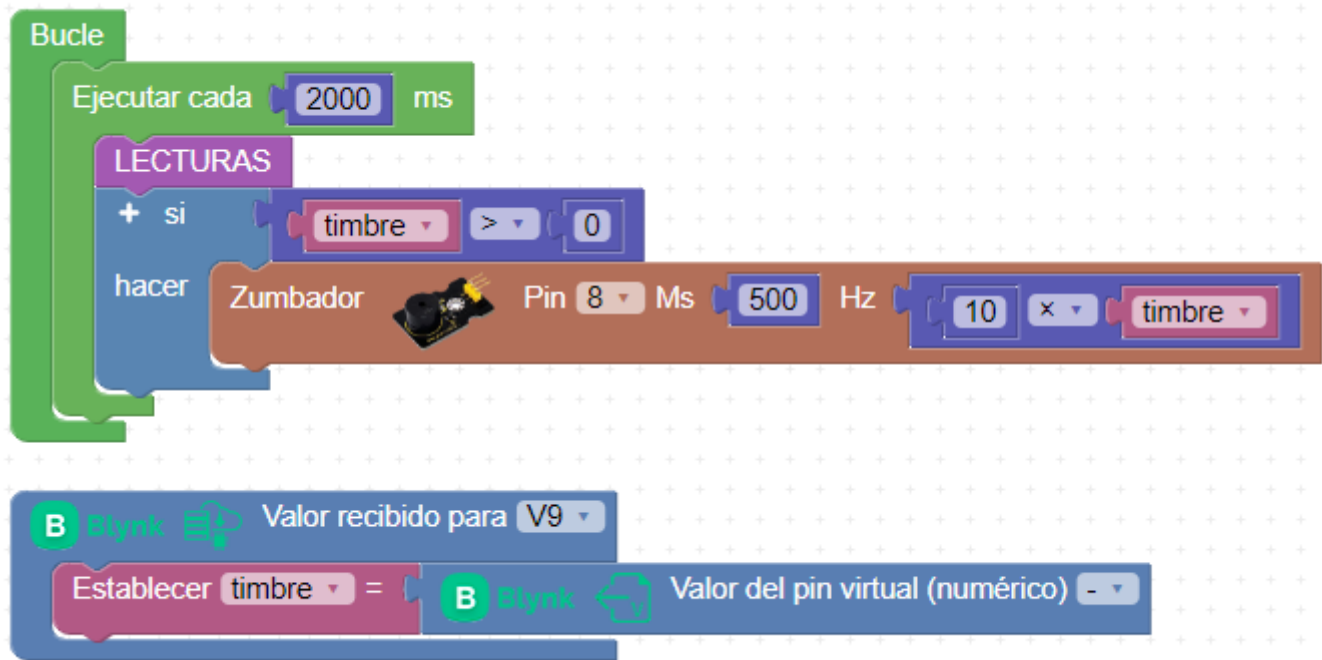 Bucle
Ejecutar cada 2000 ms
LECTURAS
+ si timbre > 0
hacer Zumbador Pin 8 Ms 500 Hz 10 × timbre
B Blynk Valor recibido para V9
Establecer timbre = B Blynk V Valor del pin virtual (numérico) -